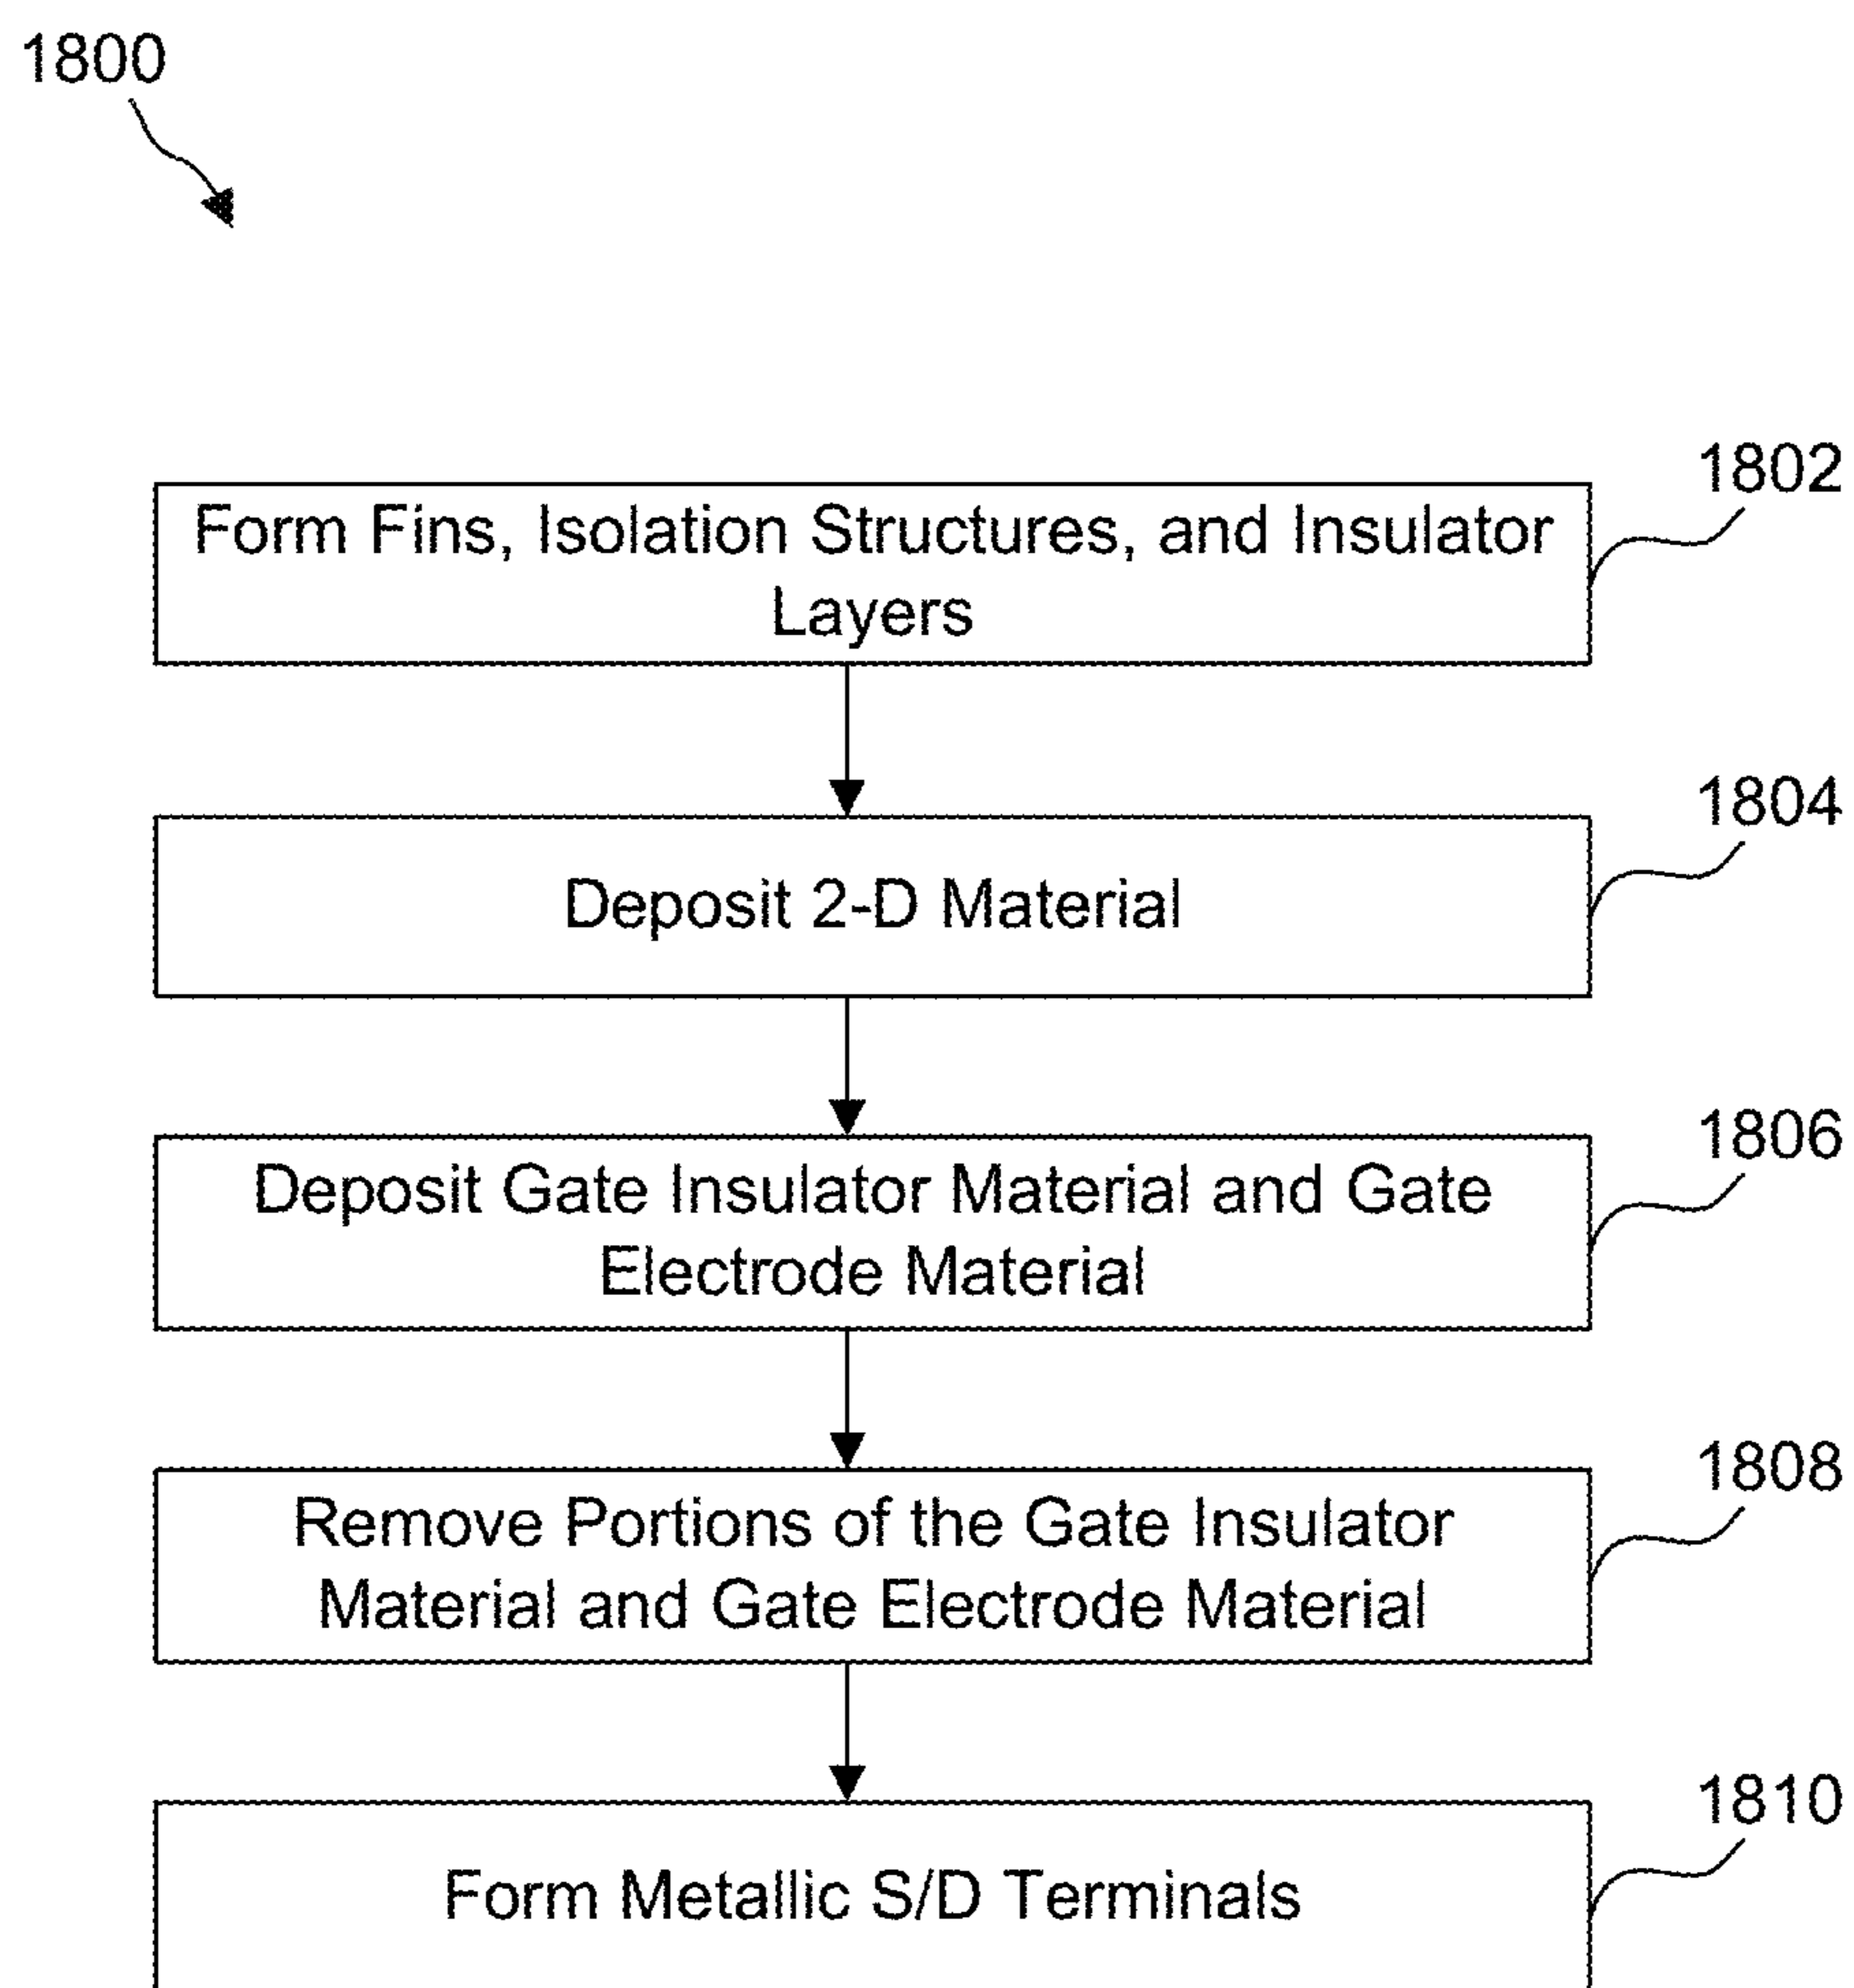 1800
1802
Form Fins, Isolation Structures, and Insulator
Layers
1804
Deposit 2-D Material
1806
Deposit Gate Insulator Material and Gate
Electrode Material
1808
Remove Portions of the Gate Insulator
Material and Gate Electrode Material
1810
Form Metallic S/D Terminals